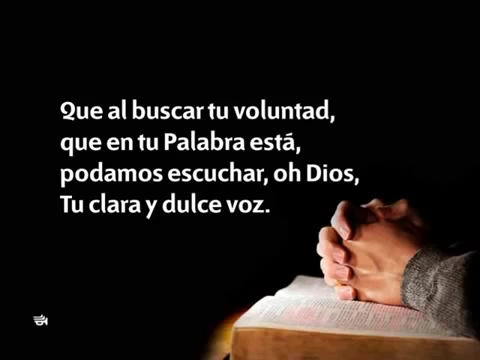 Que al buscar tu voluntad,
que en tu Palabra está,
podamos escuchar, oh Dios,
Tu clara y dulce voz.